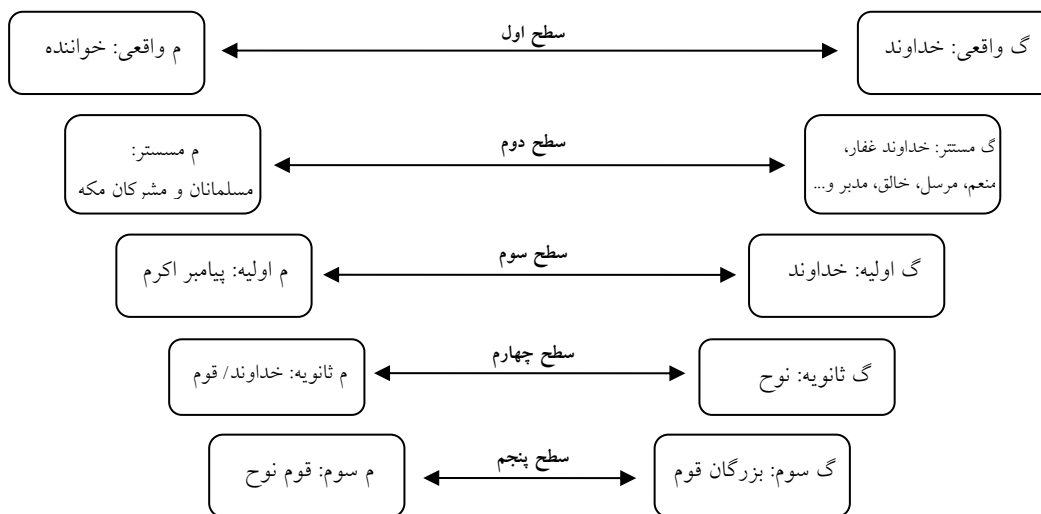 سطح اول
گ واقعی: خداوند
م واقعی: خواننده
سطح دوم
گ مستتر: خداوند غفار،
منعم، مرسل، خالق، مدبر و...
م مسستر:
مسلمانان و مشرکان مکه
سطح سوم
گ اولیه: خداوند
م اولیه: پیامبر اکرم
سطح چهارم
گ ثانویه: نوح
م ثانویه: خداوند/ قوم
سطح پنجم
گ سوم: بزرگان قوم
م سوم: قوم نوح